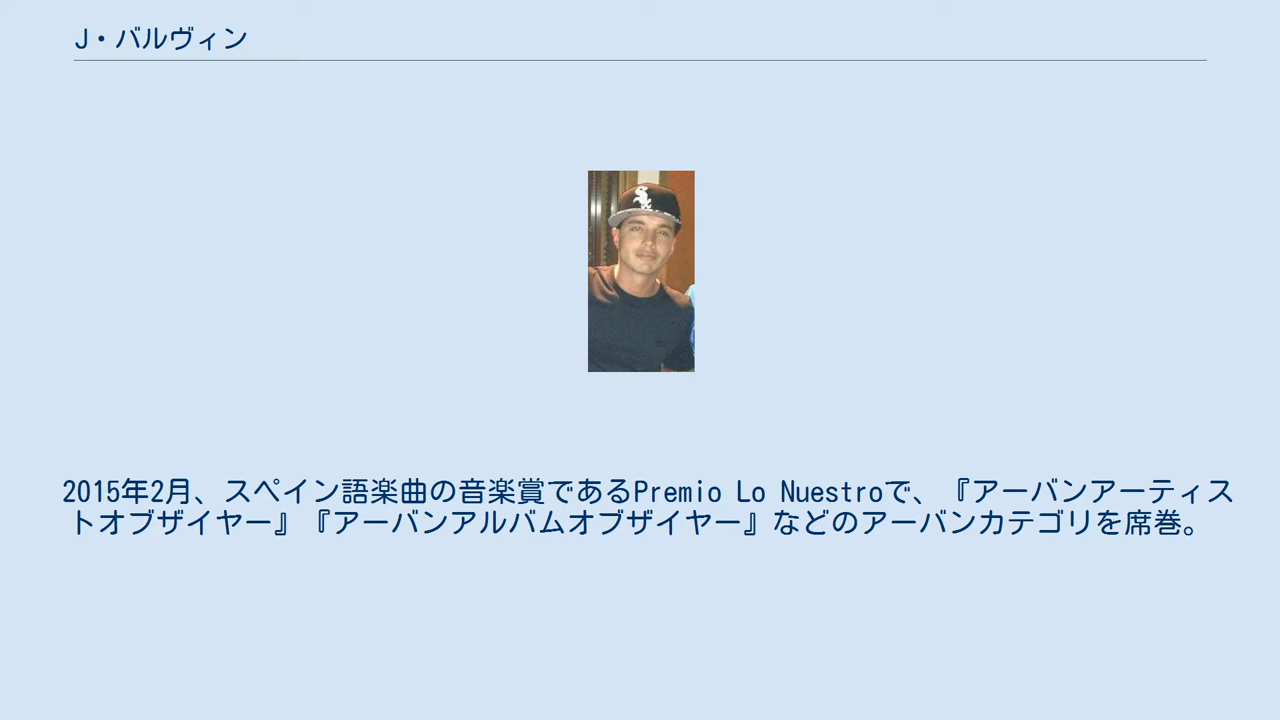 J・バルヴィン
2015年2月、スペイン語楽曲の音楽賞であるPremio Lo Nuestroで、『アーバンアーティス
トオブザイヤー』『アーバンアルバムオブザイヤー』などのアーバンカテゴリを席巻。